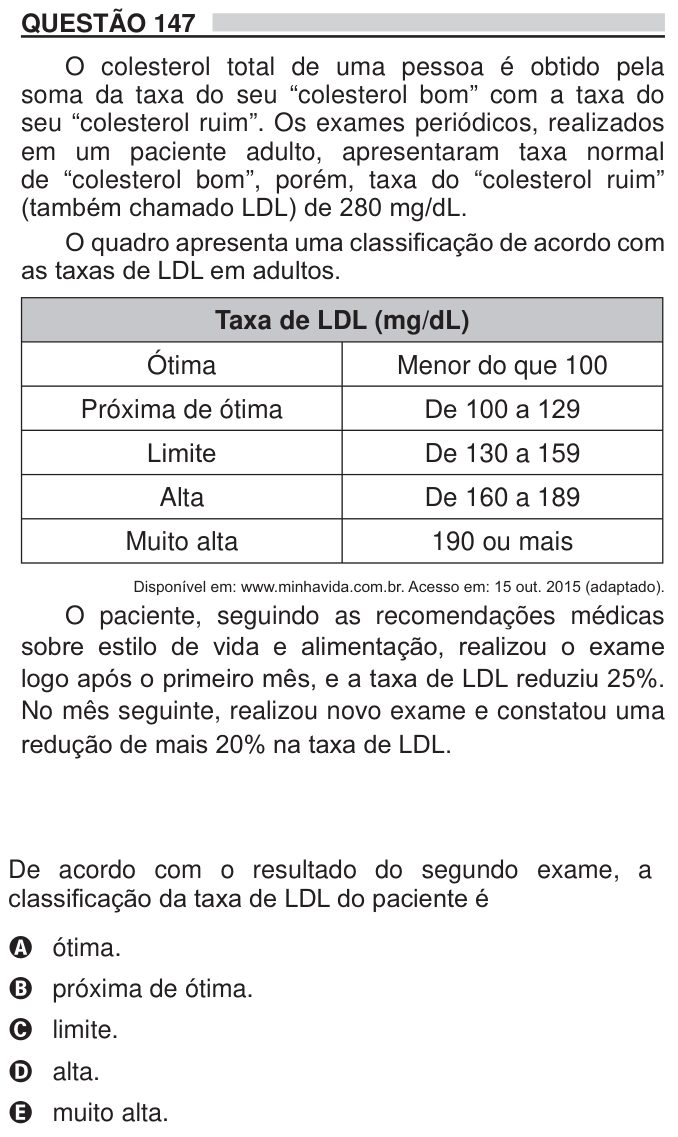 QUESTÃO 147
O colesterol total de uma pessoa é obtido pela
soma da taxa do seu “colesterol bom” com a taxa do
seu “colesterol ruim”. Os exames periódicos, realizados
em um paciente adulto, apresentaram taxa normal
de “colesterol bom”, porém, taxa do “colesterol ruim”
(também chamado LDL) de 280 mg/dL.
O quadro apresenta uma classificação de acordo com
as taxas de LDL em adultos.
Taxa de LDL (mg/dL)
Ótima Menor do que 100
Próxima de ótima De 100 a 129
Limite De 130 a 159
Alta De 160 a 189
Muito alta 190 ou mais
Disponível em: www.minhavida.com.br. Acesso em: 15 out. 2015 (adaptado).
O paciente, seguindo as recomendações médicas
sobre estilo de vida e alimentação, realizou o exame
logo após o primeiro mês, e a taxa de LDL reduziu 25%.
No mês seguinte, realizou novo exame e constatou uma
redução de mais 20% na taxa de LDL.
De acordo com o resultado do segundo exame, a
classificação da taxa de LDL do paciente é
A ótima.
B próxima de ótima.
C limite.
D alta.
E muito alta.